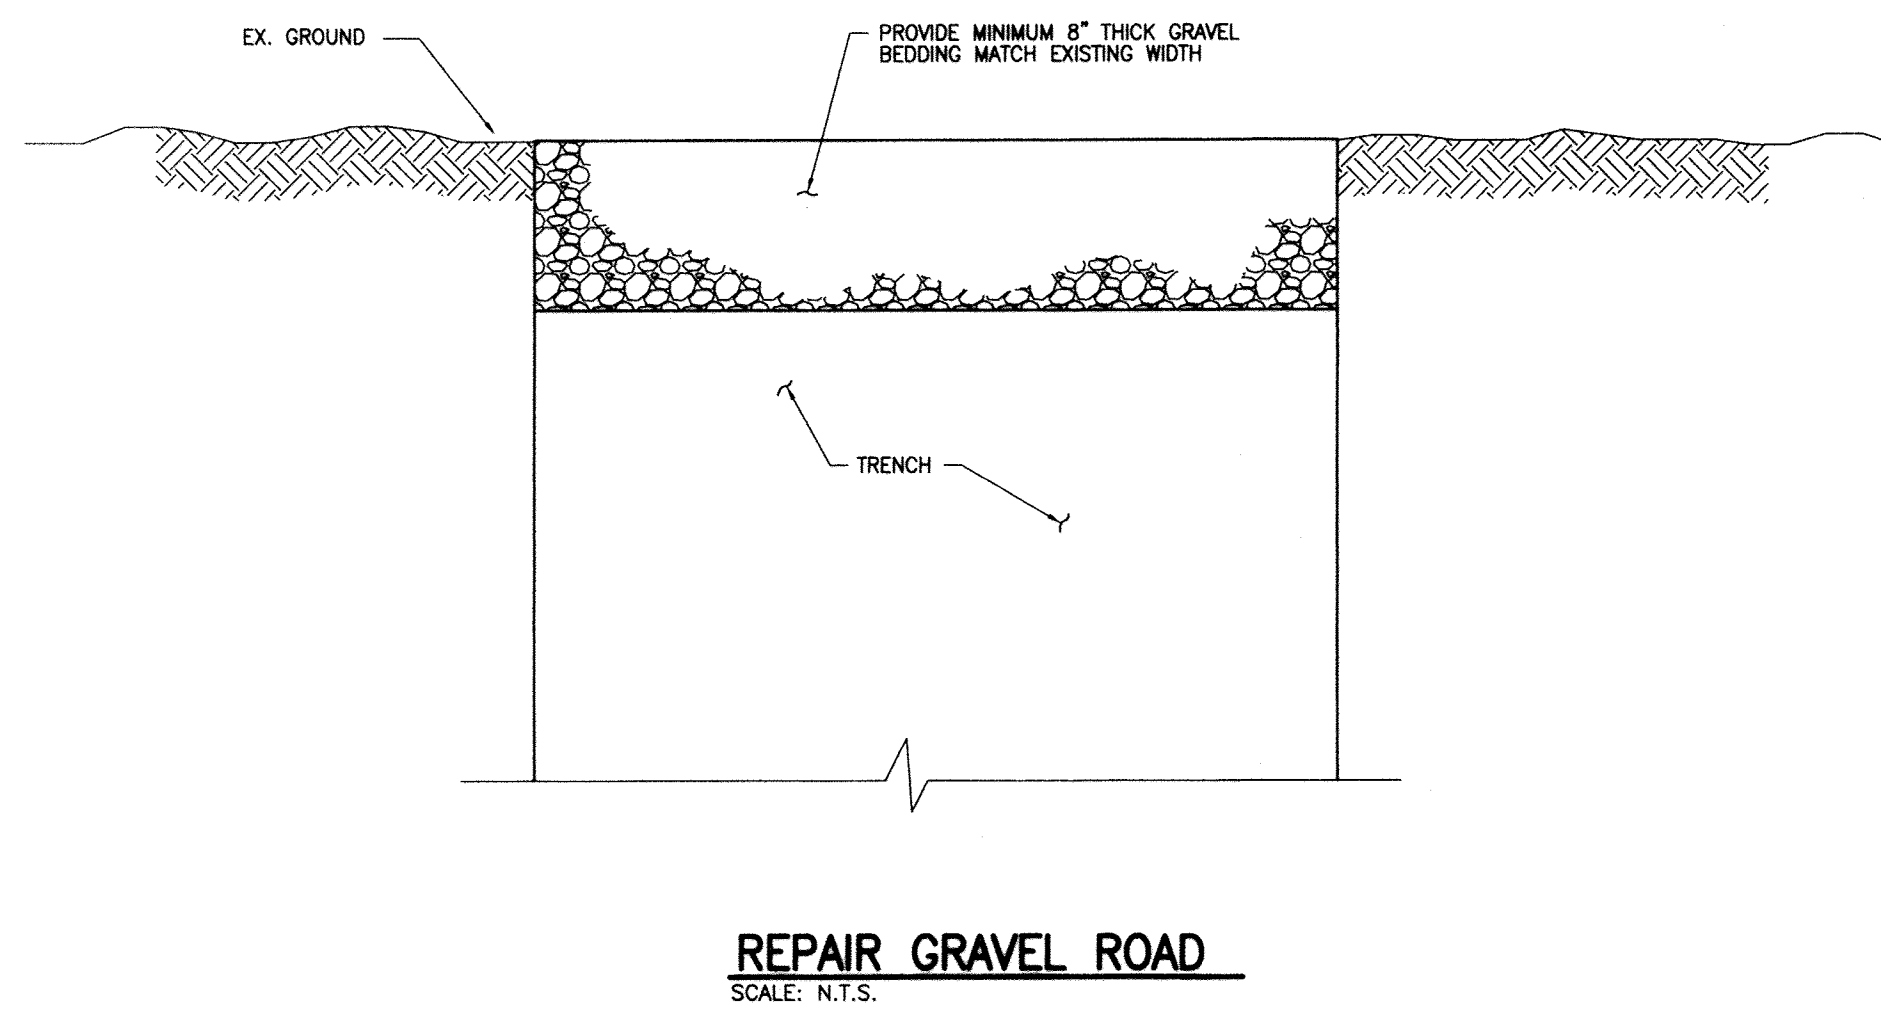 EX. GROUND
PROVIDE MINIMUM 8" THICK GRAVEL
BEDDING MATCH EXISTING WIDTH
TRENCH
REPAIR GRAVEL ROAD
SCALE: N.T.S.